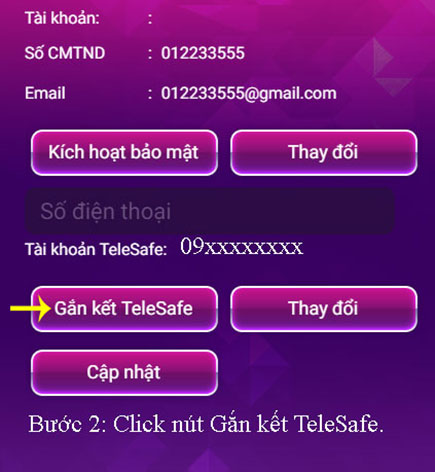 Tài khoản: :
Số CMTND : 012233555
Email : 012233555@gmail.com
Kích hoạt bảo mật Thay đổi
Số điện thoại
Tài khoản TeleSafe: 09xxxxxxxx
Gắn kết TeleSafe Thay đổi
Cập nhật
Bước 2: Click nút Gắn kết TeleSafe.